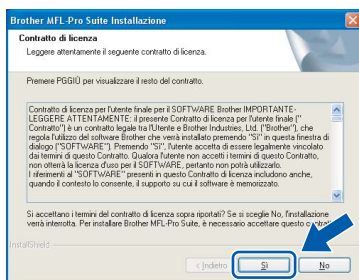 Brother MFL-Pro Suite Installazione
Contratto di licenza
Leggere attentamente il seguente contratto di licenza.
Premere PGGIÙ per visualizzare il resto del contratto.
Contratto di licenza per l'utente finale per il SOFTWARE Brother IMPORTANTE-
LEGGERE ATTENTAMENTE: il presente Contratto di licenza per l'utente finale ("
Contratto") è un contratto legale tra l'Utente e Brother Industries, Ltd. ("Brother"), che
regola l'utilizzo del software Brother che verrà installato premendo "Sì" in questa finestra di
dialogo ("SOFTWARE"). Premendo "Sì", l'utente accetta di essere legalmente vincolato
dai termini di questo Contratto. Qualora l'utente non accetti i termini di questo Contratto,
non otterrà la licenza d'uso per il SOFTWARE, pertanto non potrà utilizzarlo.
I riferimenti al "SOFTWARE" presenti in questo Contratto di licenza includono anche,
quando il contesto lo consente, il supporto su cui il software è memorizzato.
Si accettano i termini del contratto di licenza sopra riportati? Se si sceglie No, l'installazione
verrà interrotta. Per installare Brother MFL-Pro Suite, è necessario accettare questo
InstallShield
< Indietro
Sì
No